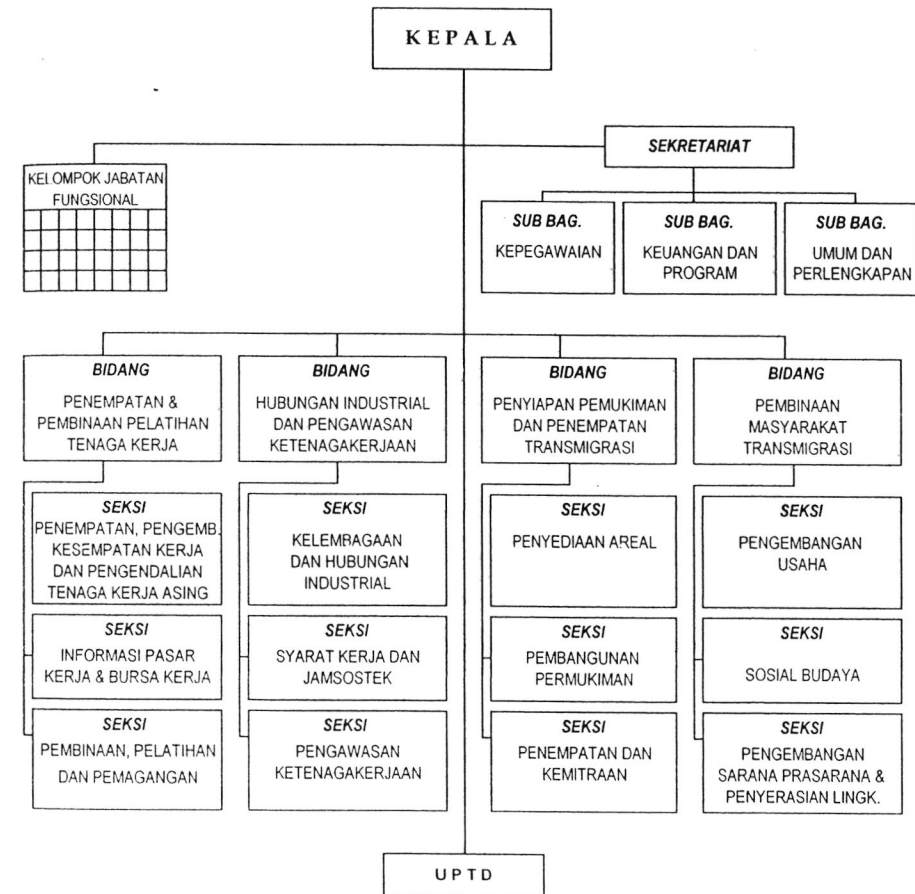 KEPALA
SEKRETARIAT
KELOMPOK JABATAN
FUNGSIONAL
SUB BAG.
KEPEGAWAIAN
SUB BAG.
KEUANGAN DAN
PROGRAM
SUB BAG.
UMUM DAN
PERLENGKAPAN
BIDANG
PENEMPATAN &
PEMBINAAN PELATIHAN
TENAGA KERJA
BIDANG
HUBUNGAN INDUSTRIAL
DAN PENGAWASAN
KETENAGAKERJAAN
BIDANG
PENYIAPAN PEMUKIMAN
DAN PENEMPATAN
TRANSMIGRASI
BIDANG
PEMBINAAN
MASYARAKAT
TRANSMIGRASI
SEKSI
PENEMPATAN, PENGEMB.
KESEMPATAN KERJA
DAN PENGENDALIAN
TENAGA KERJA ASING
SEKSI
KELEMBAGAAN
DAN HUBUNGAN
INDUSTRIAL
SEKSI
PENYEDIAAN AREAL
SEKSI
PENGEMBANGAN
USAHA
SEKSI
INFORMASI PASAR
KERJA & BURSA KERJA
SEKSI
SYARAT KERJA DAN
JAMSOSTEK
SEKSI
PEMBANGUNAN
PERMUKIMAN
SEKSI
SOSIAL BUDAYA
SEKSI
PEMBINAAN, PELATIHAN
DAN PEMAGANGAN
SEKSI
PENGAWASAN
KETENAGAKERJAAN
SEKSI
PENEMPATAN DAN
KEMITRAAN
SEKSI
PENGEMBANGAN
SARANA PRASARANA &
PENYERASIAN LINGK.
UPTD